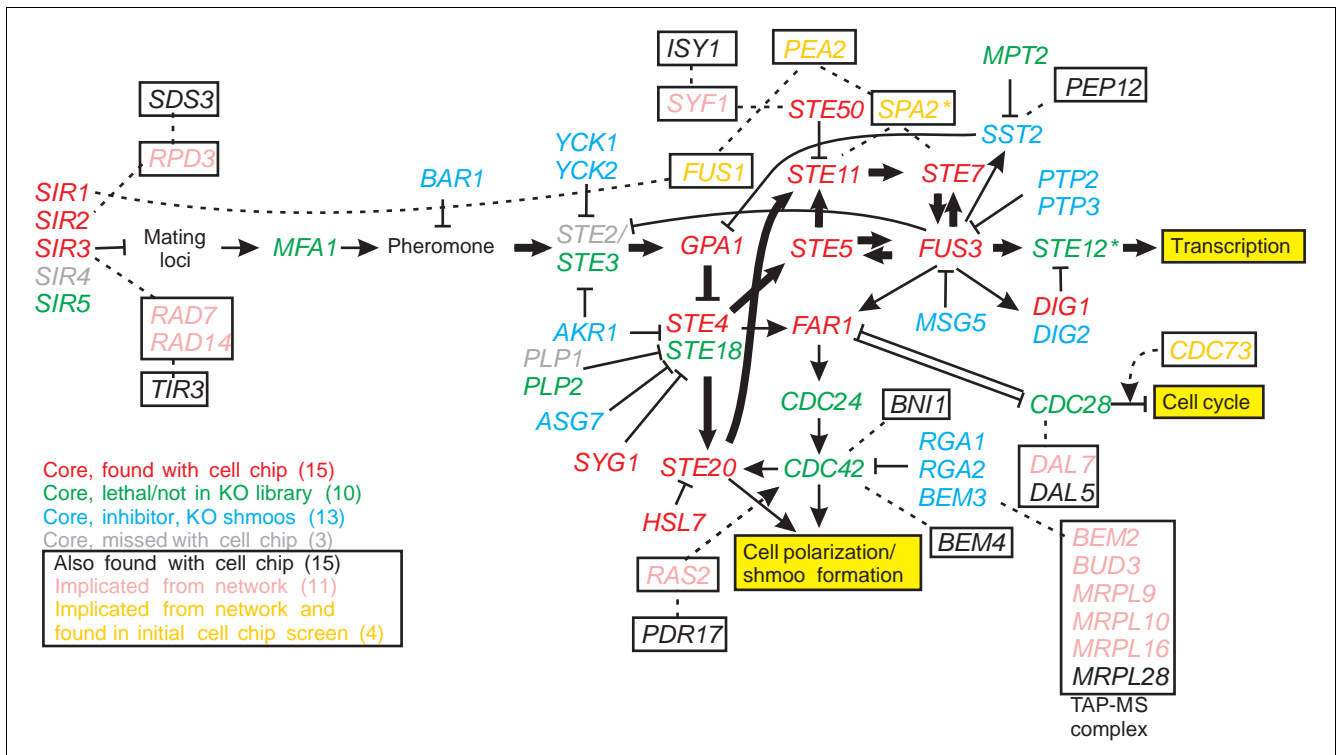 ISY1
PEA2
MPT2
SDS3
SYF1
STE50
SPA2*
PEP12
RPD3
YCK1
YCK2
SST2
SIR1
SIR2
SIR3
SIR4
SIR5
BAR1
FUS1
STE11
STE7
PTP2
PTP3
Mating
loci
MFA1
Pheromone
STE2/
STE3
GPA1
STE5
FUS3
STE12*
Transcription
RAD7
RAD14
TIR3
AKR1
STE4
STE18
FAR1
MSG5
DIG1
DIG2
PLP1
PLP2
CDC73
ASG7
CDC24
BNI1
CDC28
Cell cycle
SYG1
STE20
CDC42
RGA1
RGA2
BEM3
DAL7
DAL5
HSL7
BEM4
Cell polarization/
shmoo formation
RAS2
PDR17
BEM2
BUD3
MRPL9
MRPL10
MRPL16
MRPL28
TAP-MS
complex
Core, found with cell chip (15)
Core, lethal/not in KO library (10)
Core, inhibitor, KO shmoos (13)
Core, missed with cell chip (3)
Also found with cell chip (15)
Implicated from network (11)
Implicated from network and
found in initial cell chip screen (4)